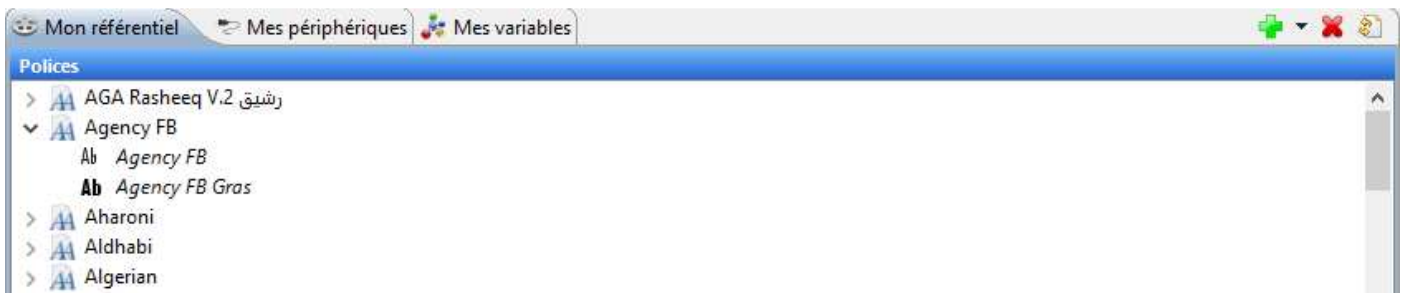 Mon référentiel Mes périphériques Mes variables
Polices
AGA Rasheeq V.2 رشيق
Agency FB
Ab Agency FB
Ab Agency FB Gras
Aharoni
Aldhabi
Algerian